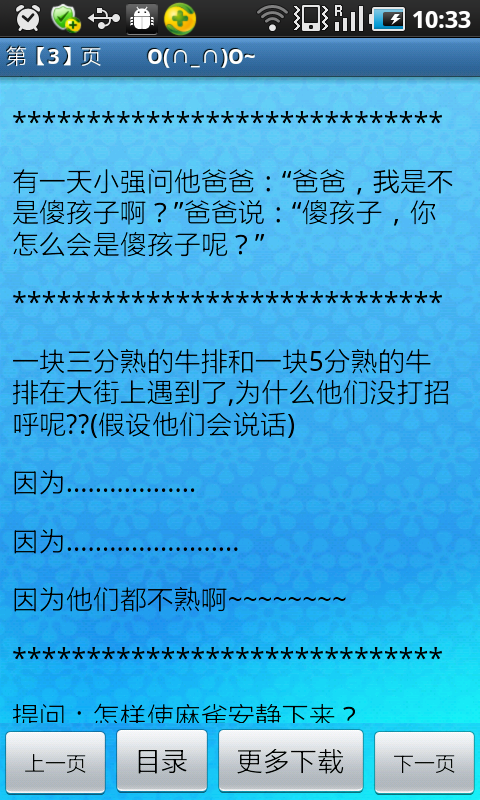 10:33
第【3】页 O(∩_∩)O~
*****************************
有一天小强问他爸爸：“爸爸，我是不
是傻孩子啊？”爸爸说：“傻孩子，你
怎么会是傻孩子呢？”
*****************************
一块三分熟的牛排和一块5分熟的牛
排在大街上遇到了,为什么他们没打招
呼呢??(假设他们会说话)
因为..................
因为........................
因为他们都不熟啊~~~~~~~~
*****************************
提问：怎样使麻雀安静下来？
上一页 目录 更多下载 下一页